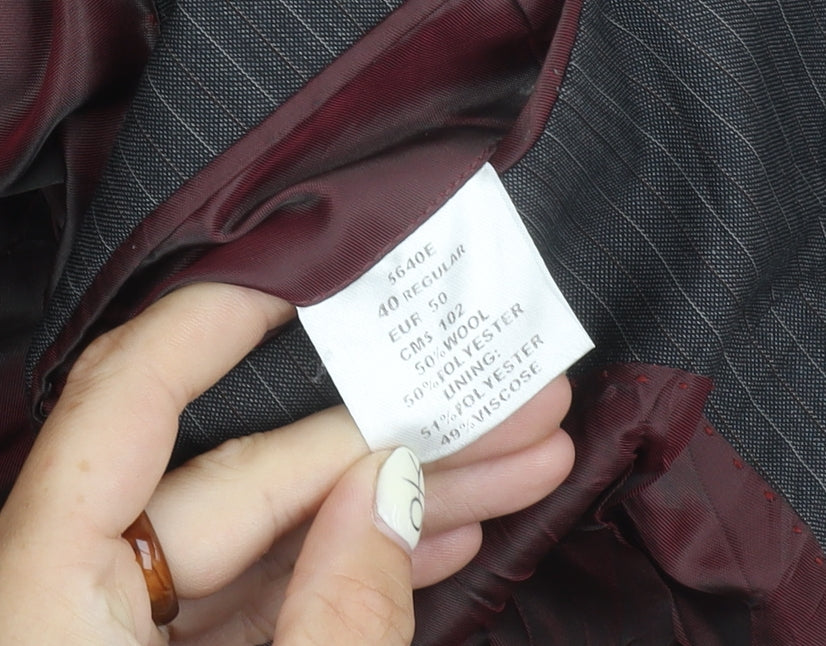 5640E
40 REGULAR
EUR 50
CMS 102
50%WOOL
50%POLYESTER
LINING:
51%POLYESTER
49%VISCOSE